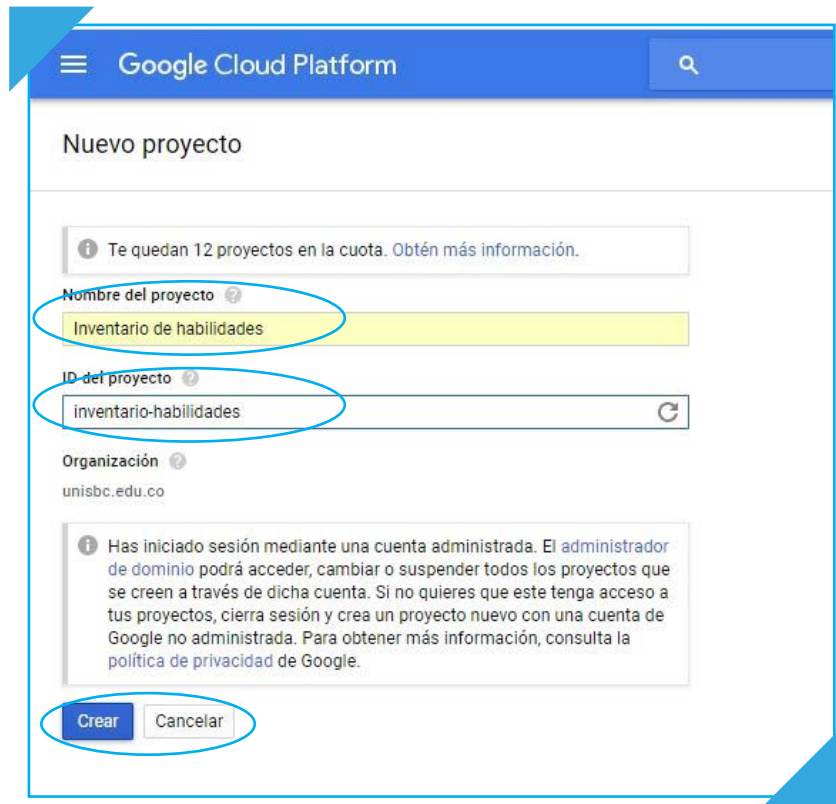 Google Cloud Platform
Nuevo proyecto
Te quedan 12 proyectos en la cuota. Obtén más información.
Nombre del proyecto
Inventario de habilidades
ID del proyecto
inventario-habilidades
Organización
unisbc.edu.co
Has iniciado sesión mediante una cuenta administrada. El administrador
de dominio podrá acceder, cambiar o suspender todos los proyectos que
se creen a través de dicha cuenta. Si no quieres que este tenga acceso a
tus proyectos, cierra sesión y crea un proyecto nuevo con una cuenta de
Google no administrada. Para obtener más información, consulta la
política de privacidad de Google.
Crear Cancelar